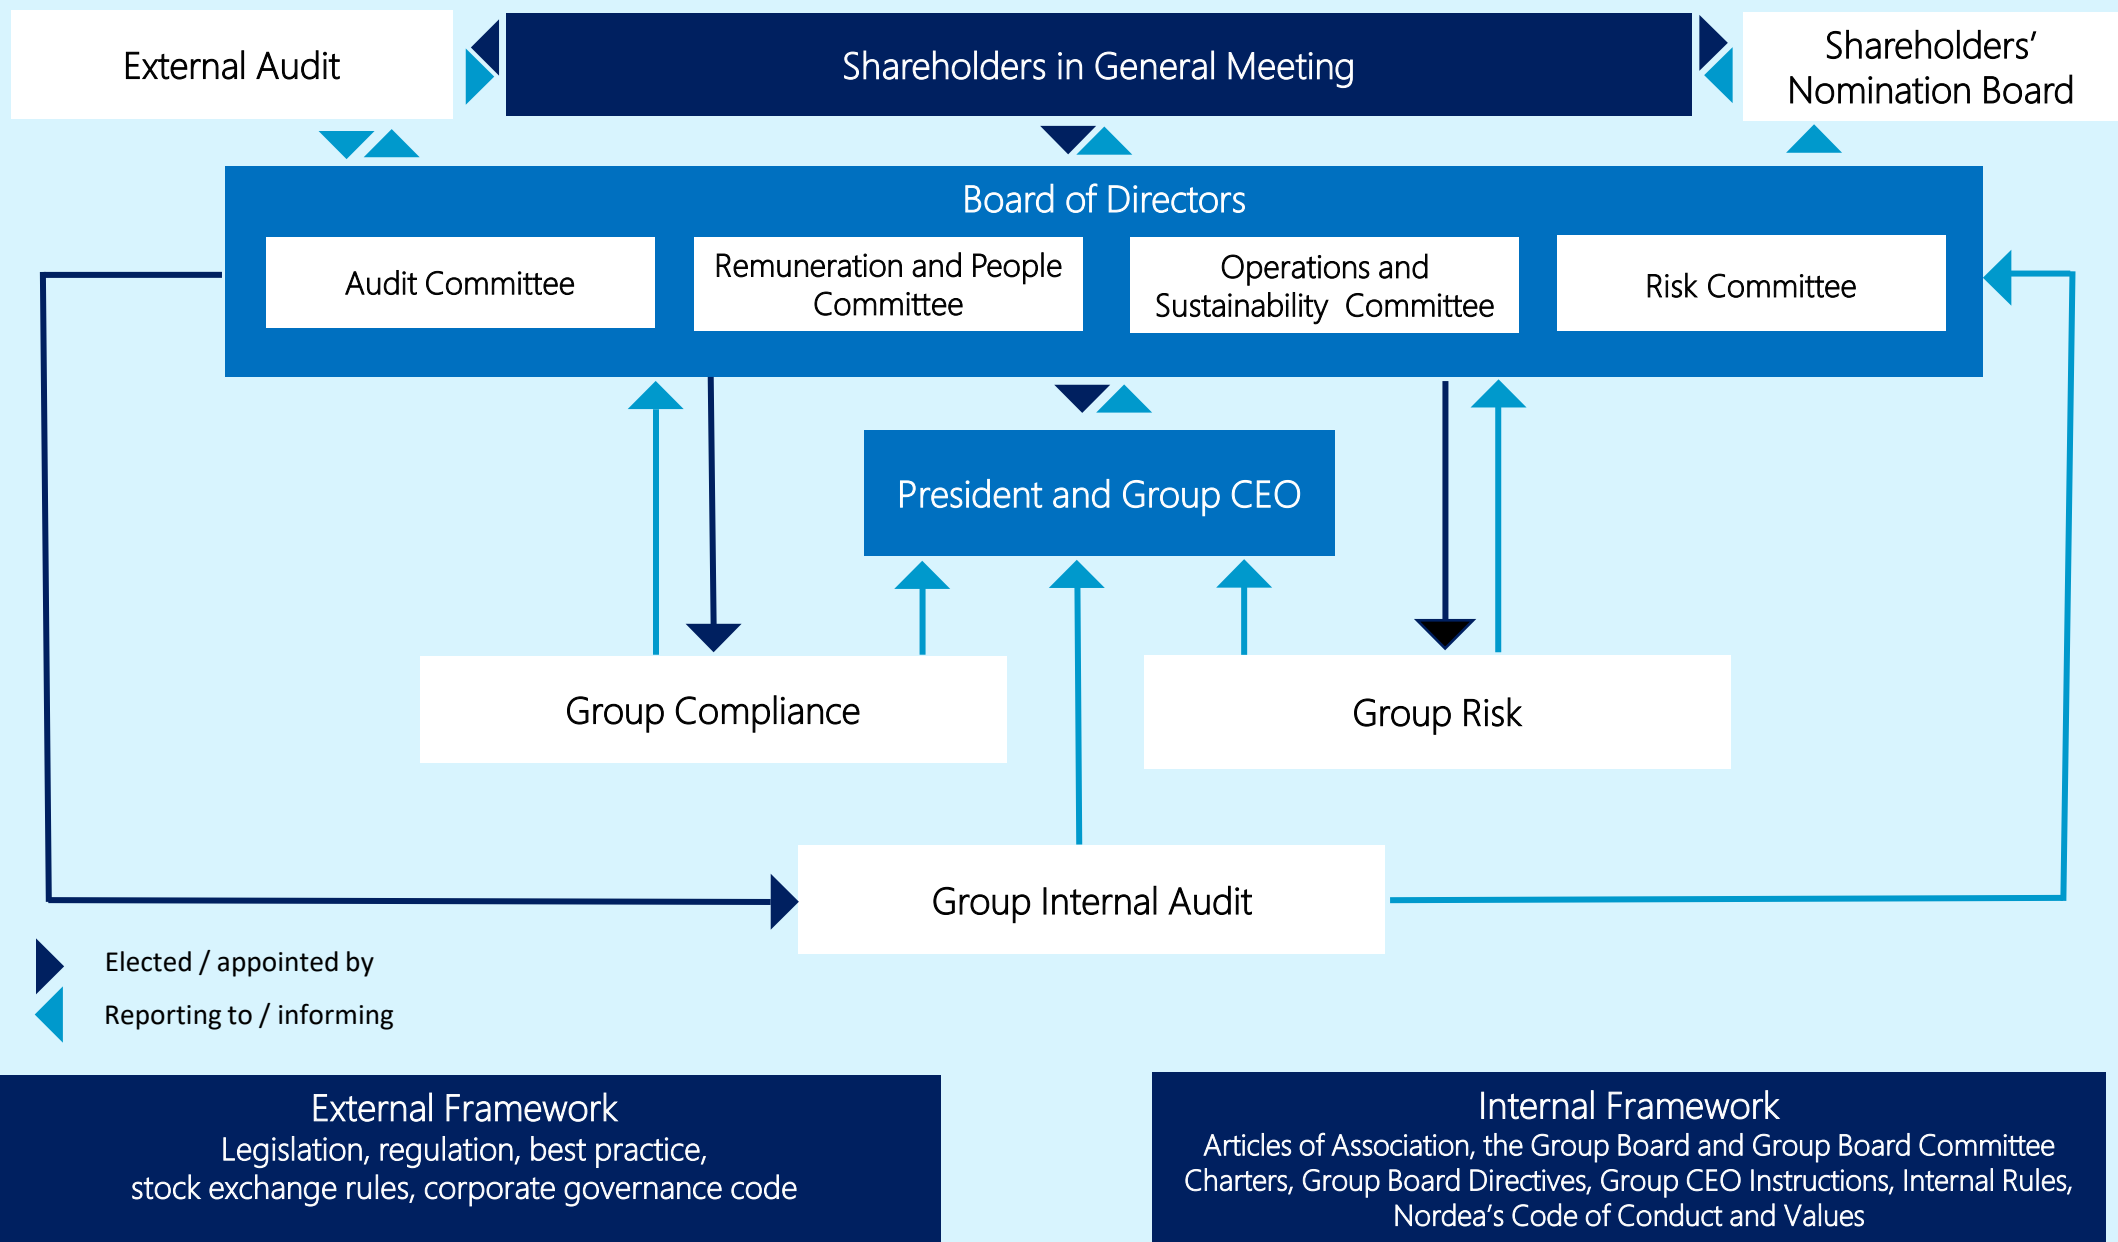 External Audit
Shareholders in General Meeting
Shareholders’
Nomination Board
Board of Directors
Audit Committee
Remuneration and People
Committee
Operations and
Sustainability  Committee
Risk Committee
President and Group CEO
Group Compliance
Group Risk
Group Internal Audit
Elected / appointed by
Reporting to / informing
External Framework
Legislation, regulation, best practice,
stock exchange rules, corporate governance code
Internal Framework
Articles of Association, the Group Board and Group Board Committee
Charters, Group Board Directives, Group CEO Instructions, Internal Rules,
Nordea’s Code of Conduct and Values